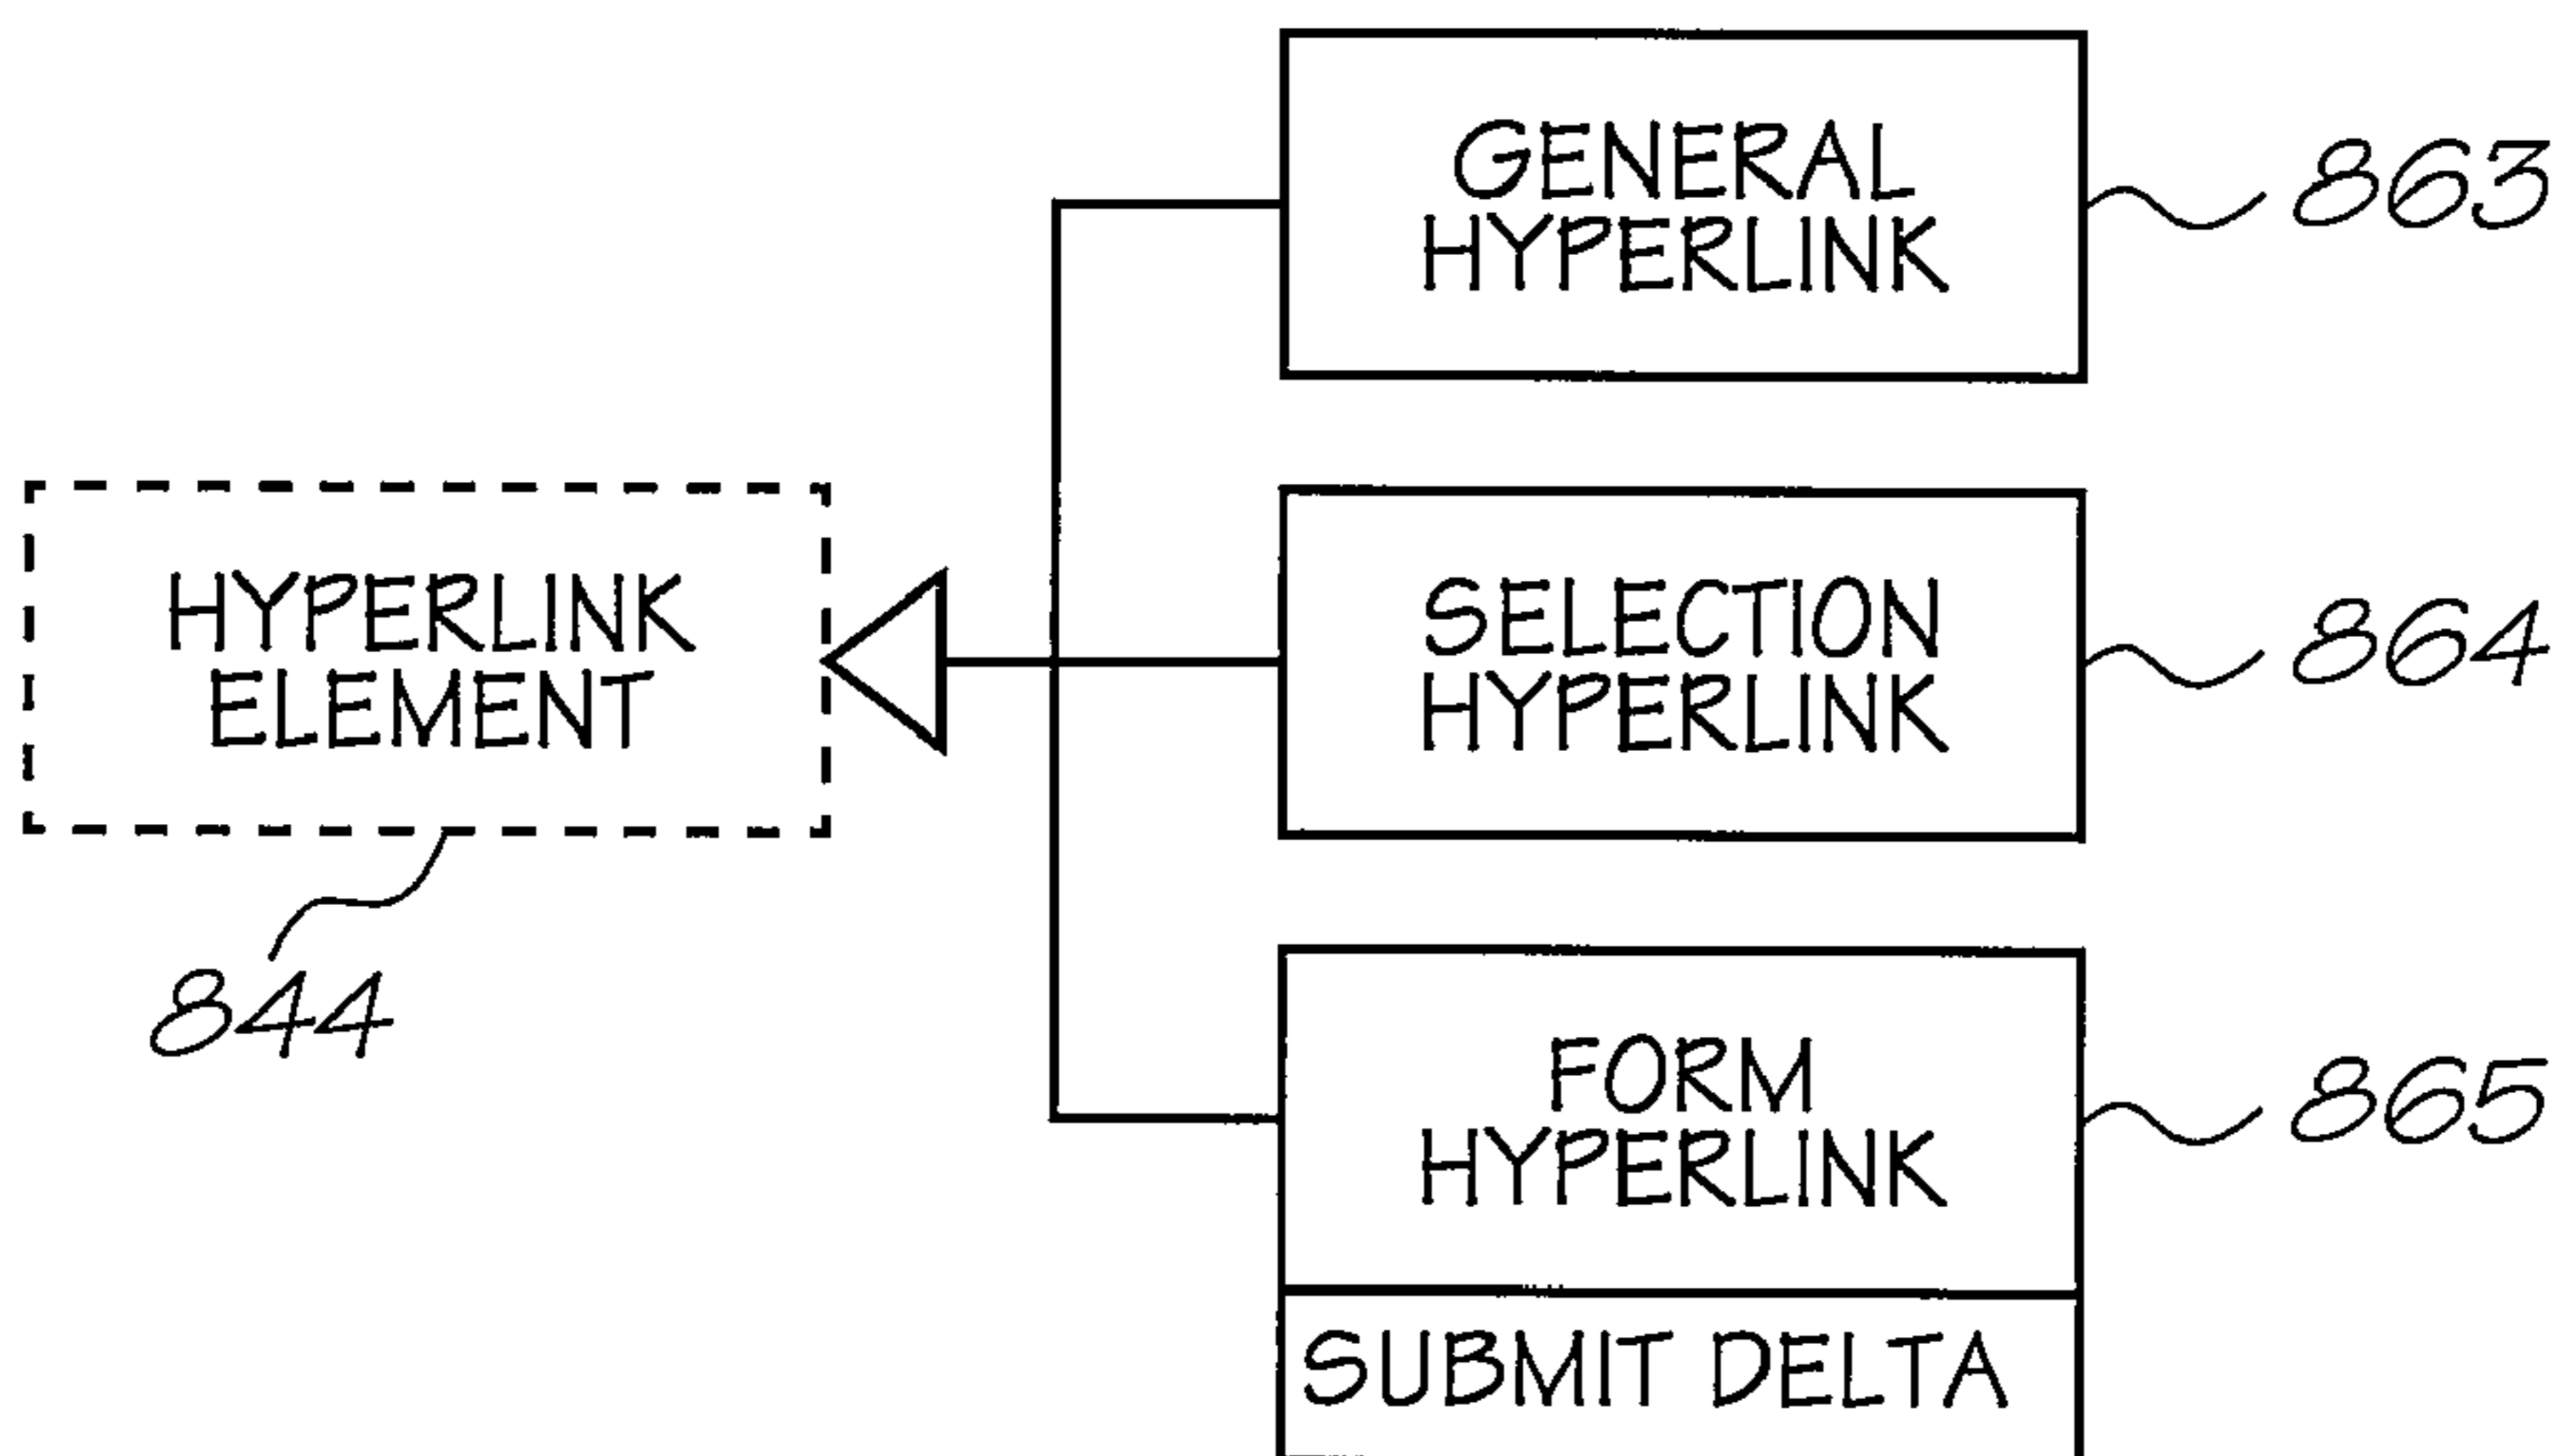 GENERAL
HYPERLINK
863
HYPERLINK
ELEMENT
844
SELECTION
HYPERLINK
864
FORM
HYPERLINK
865
SUBMIT DELTA